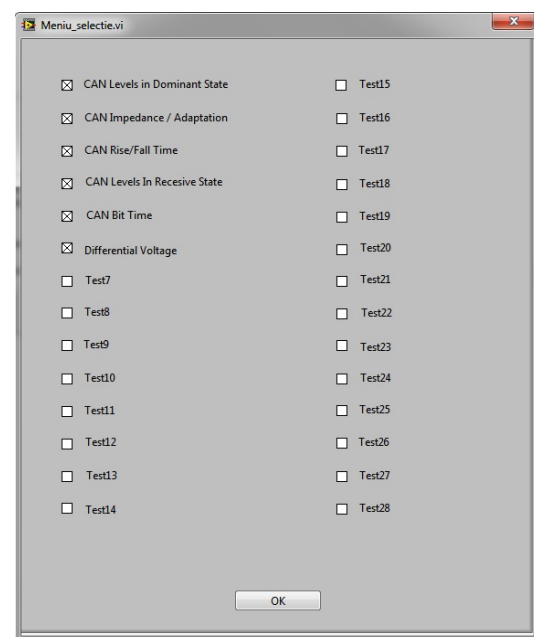 Meniu_selectie.vi
CAN Levels in Dominant State
CAN Impedance / Adaptation
CAN Rise/Fall Time
CAN Levels In Recesive State
CAN Bit Time
Differential Voltage
Test7
Test8
Test9
Test10
Test11
Test12
Test13
Test14
Test15
Test16
Test17
Test18
Test19
Test20
Test21
Test22
Test23
Test24
Test25
Test26
Test27
Test28
OK